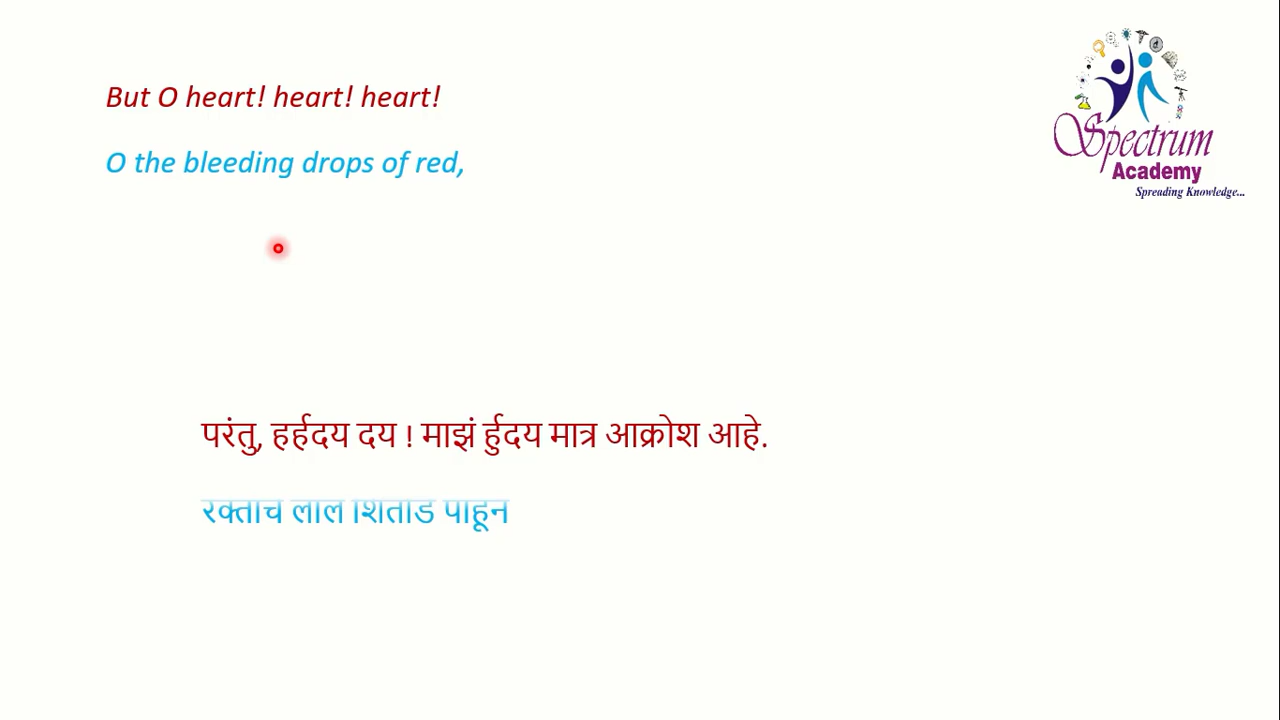 But O heart! heart! heart!
O the bleeding drops of red,
Spectrum
Academy
Spreading Knowledge...
परंतु, हर्हदय दय ! माझं र्हुदय मात्र आक्रोश आहे.
लाल पाहून